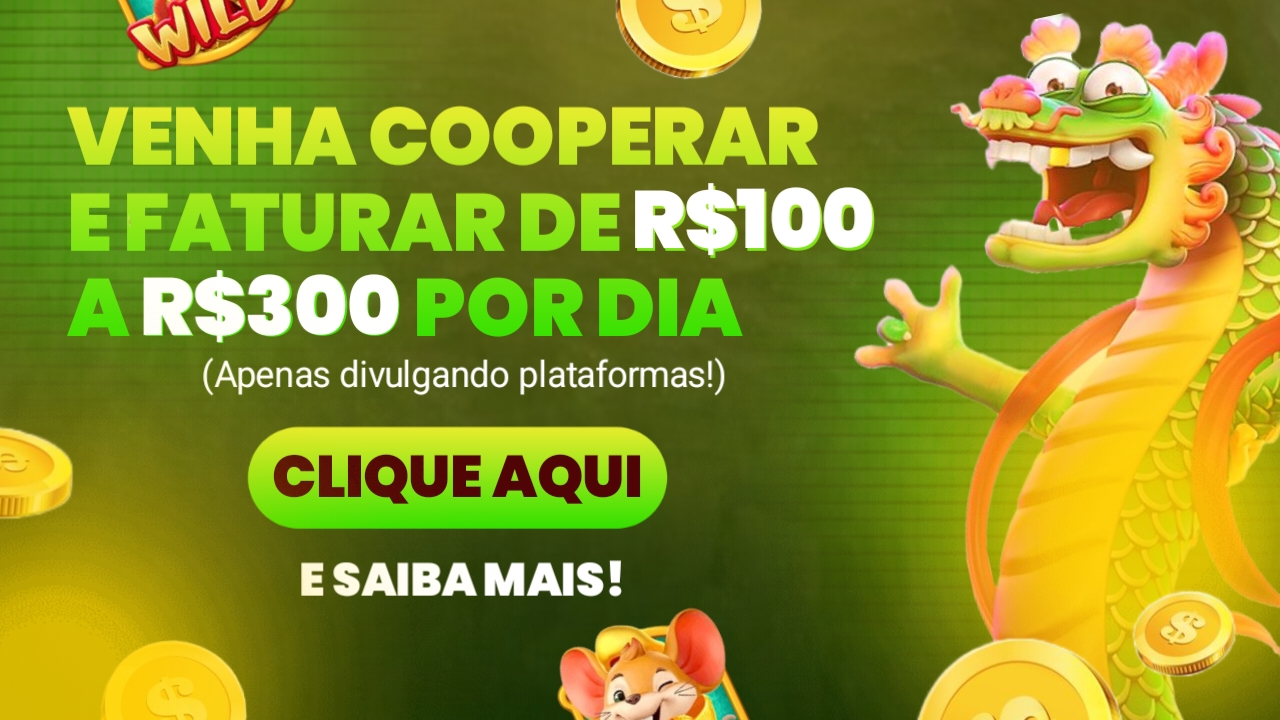 WILD
VENHA COOPERAR
E FATURAR DE R$100
A R$300 POR DIA
(Apenas divulgando plataformas!)
CLIQUE AQUI
E SAIBA MAIS!